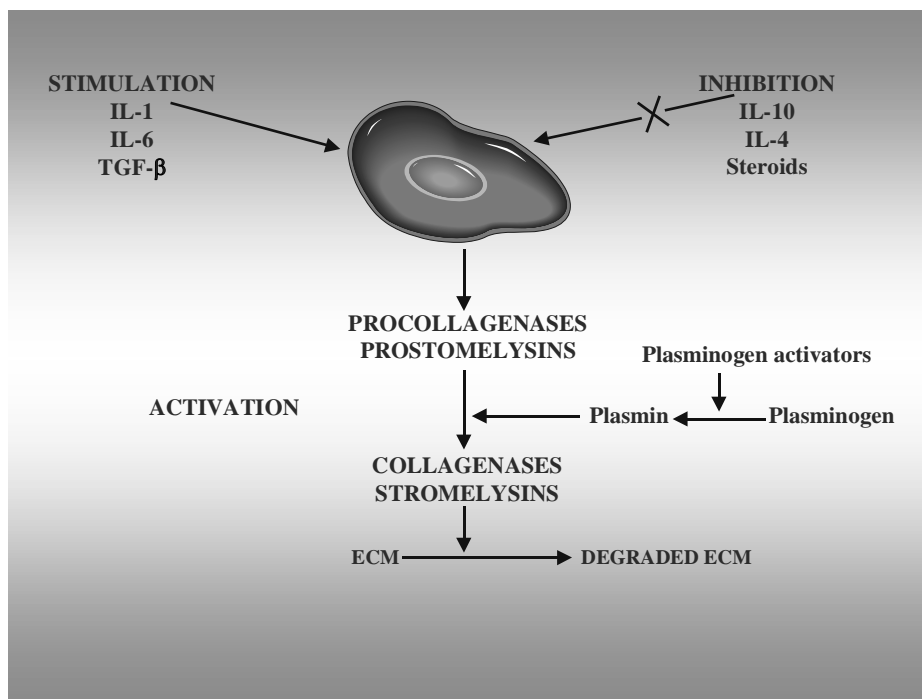 STIMULATION
IL-1
IL-6
TGF-β
INHIBITION
IL-10
IL-4
Steroids
PROCOLLAGENASES
PROSTOMELYSINS
Plasminogen activators
ACTIVATION
Plasmin
Plasminogen
COLLAGENASES
STROMELYSINS
ECM
DEGRADED ECM